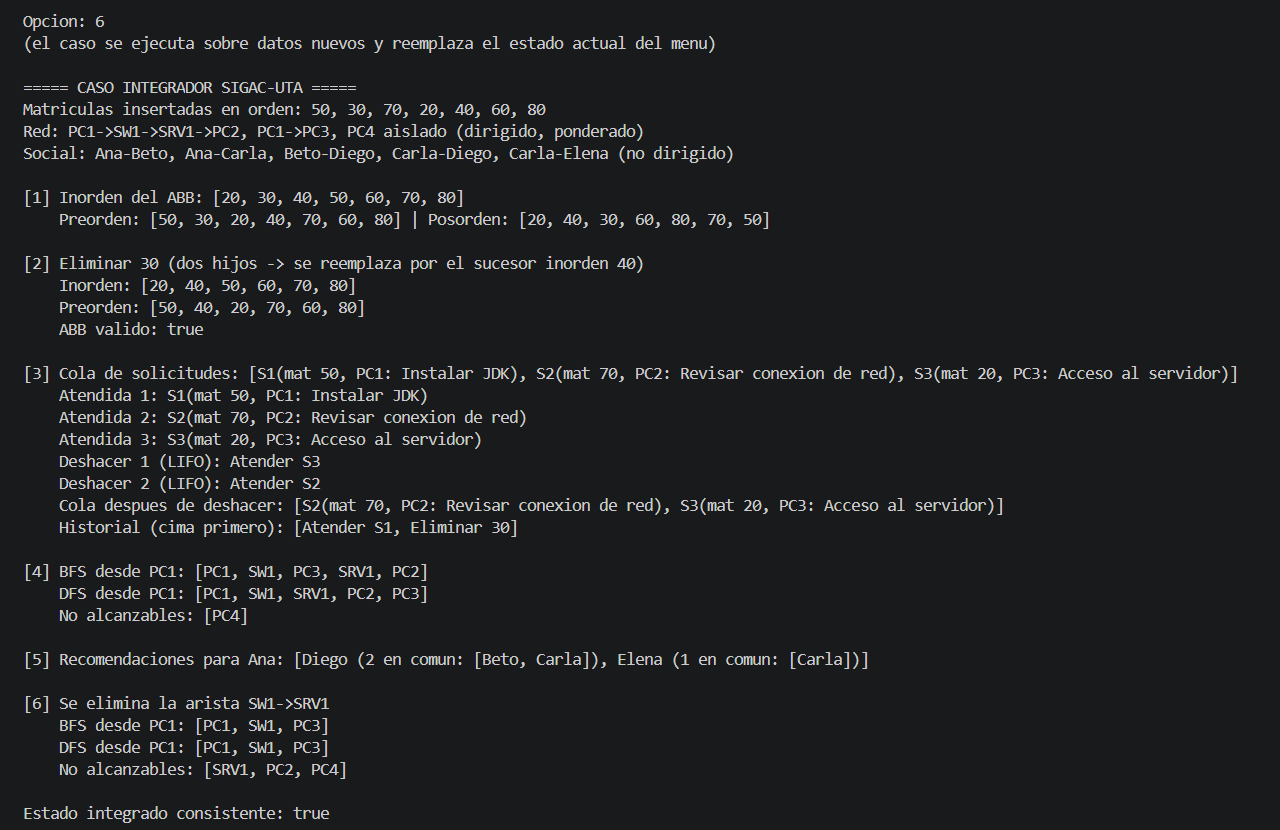 Opcion: 6
(el caso se ejecuta sobre datos nuevos y reemplaza el estado actual del menu)
===== CASO INTEGRADOR SIGAC-UTA =====
Matriculas insertadas en orden: 50, 30, 70, 20, 40, 60, 80
Red: PC1->SW1->SRV1->PC2, PC1->PC3, PC4 aislado (dirigido, ponderado)
Social: Ana-Beto, Ana-Carla, Beto-Diego, Carla-Diego, Carla-Elena (no dirigido)
[1] Inorden del ABB: [20, 30, 40, 50, 60, 70, 80]
Preorden: [50, 30, 20, 40, 70, 60, 80] | Posorden: [20, 40, 30, 60, 80, 70, 50]
[2] Eliminar 30 (dos hijos -> se reemplaza por el sucesor inorden 40)
Inorden: [20, 40, 50, 60, 70, 80]
Preorden: [50, 40, 20, 70, 60, 80]
ABB valido: true
[3] Cola de solicitudes: [S1(mat 50, PC1: Instalar JDK), S2(mat 70, PC2: Revisar conexion de red), S3(mat 20, PC3: Acceso al servidor)]
Atendida 1: S1(mat 50, PC1: Instalar JDK)
Atendida 2: S2(mat 70, PC2: Revisar conexion de red)
Atendida 3: S3(mat 20, PC3: Acceso al servidor)
Deshacer 1 (LIFO): Atender S3
Deshacer 2 (LIFO): Atender S2
Cola despues de deshacer: [S2(mat 70, PC2: Revisar conexion de red), S3(mat 20, PC3: Acceso al servidor)]
Historial (cima primero): [Atender S1, Eliminar 30]
[4] BFS desde PC1: [PC1, SW1, PC3, SRV1, PC2]
DFS desde PC1: [PC1, SW1, SRV1, PC2, PC3]
No alcanzables: [PC4]
[5] Recomendaciones para Ana: [Diego (2 en comun: [Beto, Carla]), Elena (1 en comun: [Carla])]
[6] Se elimina la arista SW1->SRV1
BFS desde PC1: [PC1, SW1, PC3]
DFS desde PC1: [PC1, SW1, PC3]
No alcanzables: [SRV1, PC2, PC4]
Estado integrado consistente: true